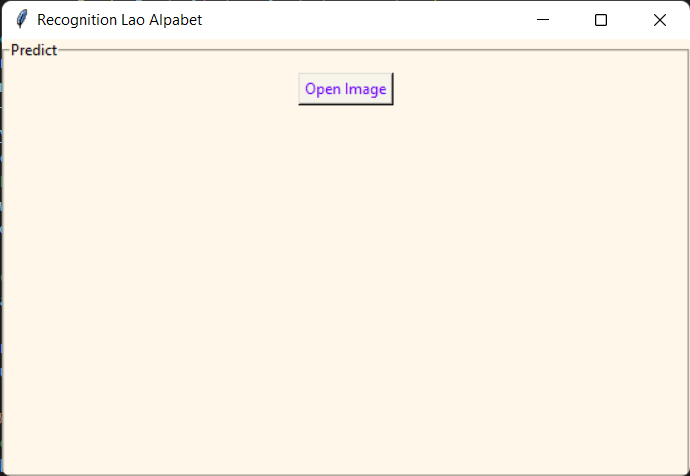 Recognition Lao Alpabet
Predict
Open Image